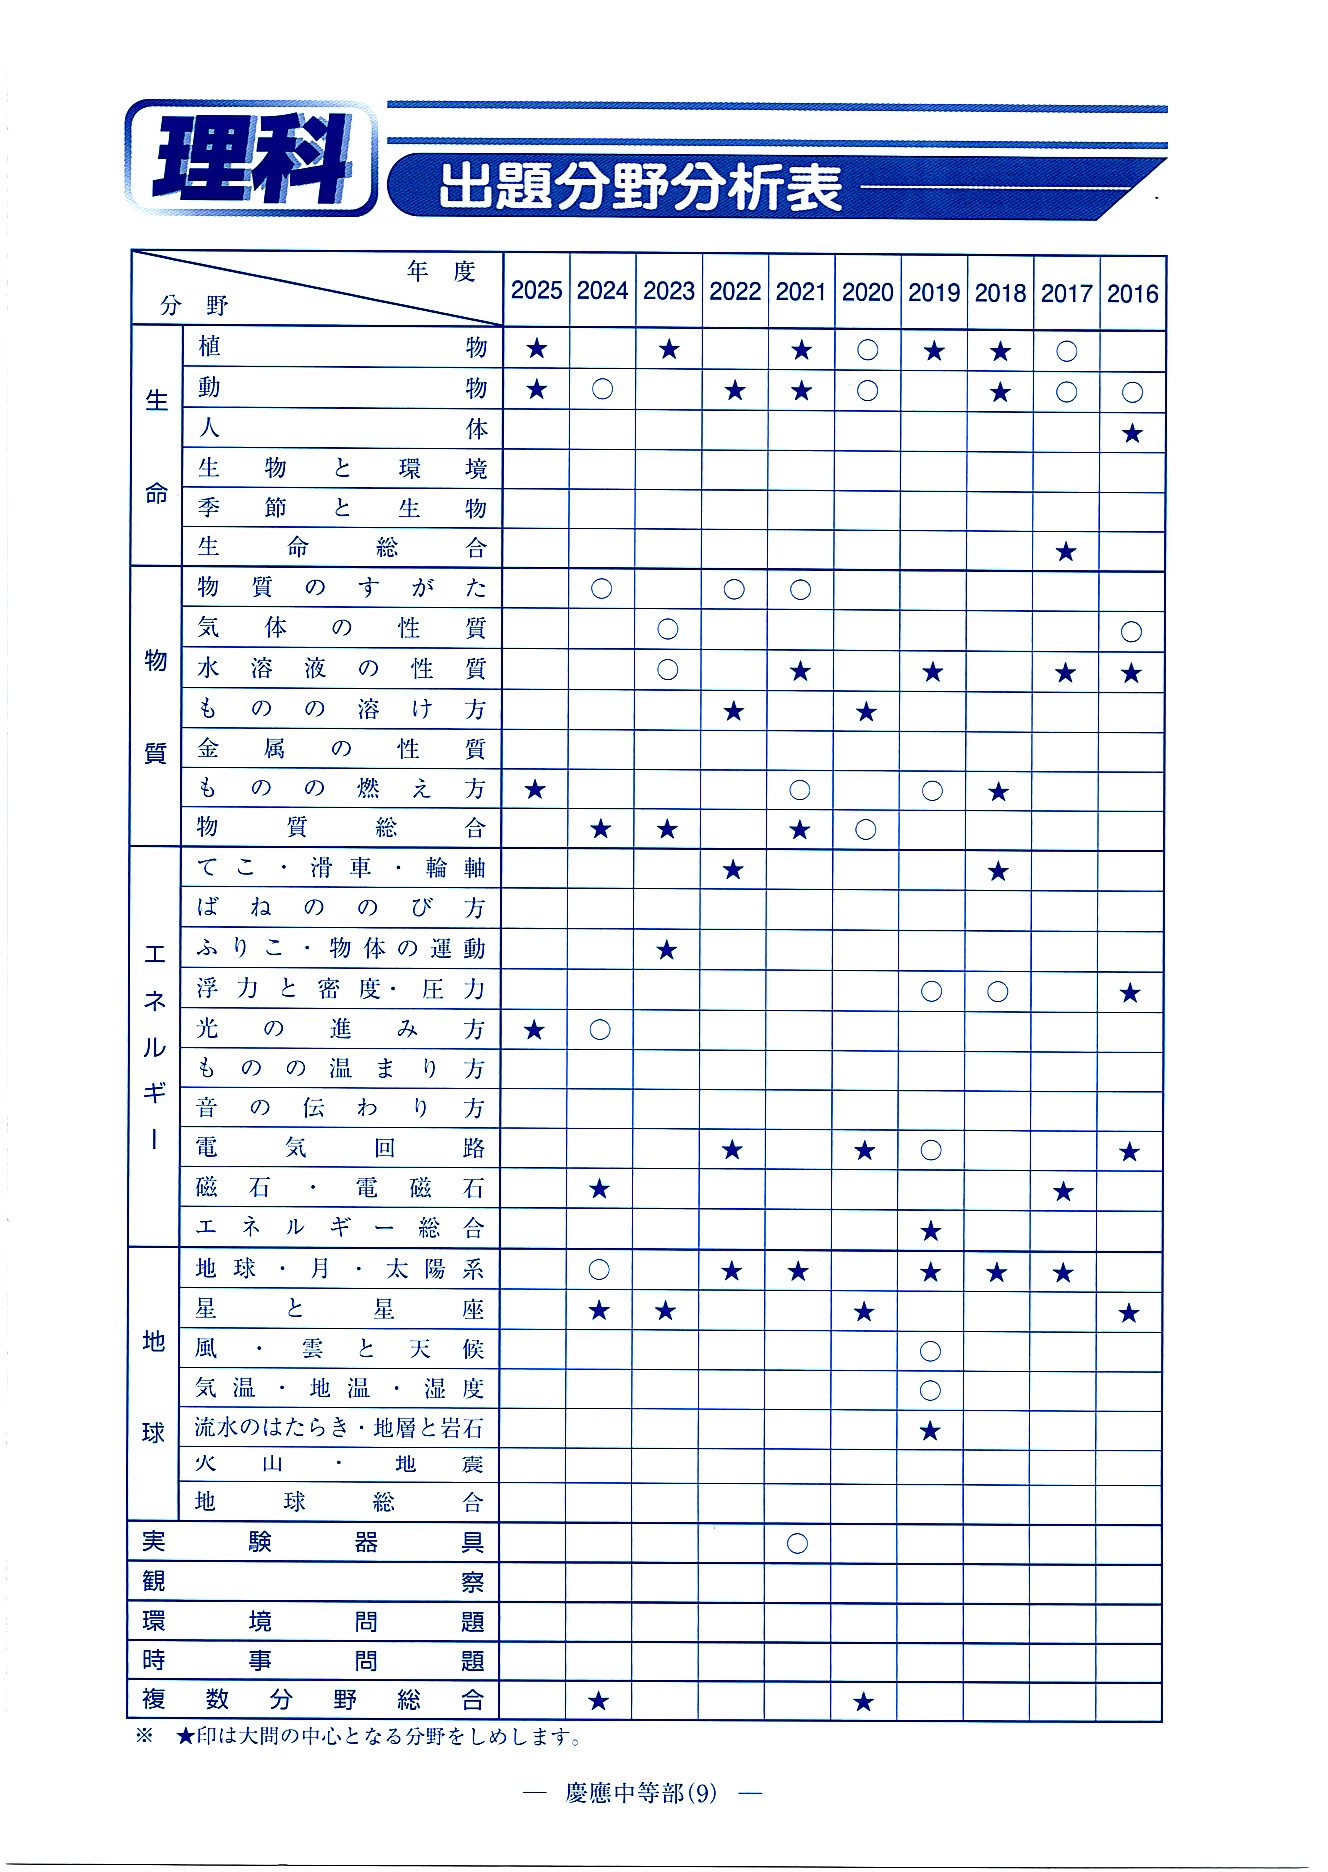 理科
出題分野分析表
年度 2025 2024 2023 2022 2021 2020 2019 2018 2017 2016
分野
生命
植物 ★ ★ ★ ○ ★ ★ ○
動物 ★ ○ ★ ★ ○ ★ ○ ○
人体 ★
生物と環境
季節と生物
生命総合 ★
物質
物質のすがた ○ ○ ○
気体の性質 ○ ○
水溶液の性質 ○ ★ ★ ★ ★
ものの溶け方 ★ ★
金属の性質
ものの燃え方 ★ ○ ○ ★
物質総合 ★ ★ ★ ○
エネルギー
てこ・滑車・輪軸 ★ ★
ばねののび方
ふりこ・物体の運動 ★
浮力と密度・圧力 ○ ○ ★
光の進み方 ★ ○
ものの温まり方
音の伝わり方
電気回路 ★ ★ ○ ★
磁石・電磁石 ★ ★
エネルギー総合 ★
地球
地球・月・太陽系 ○ ★ ★ ★ ★ ★
星と星座 ★ ★ ★ ★
風・雲と天候 ○
気温・地温・湿度 ○
流水のはたらき・地層と岩石 ★
火山・地震
地球総合
実験器具 ○
観察
環境問題
時事問題
複数分野総合 ★ ★
※ ★印は大問の中心となる分野をしめします。
― 慶應中等部(9) ―